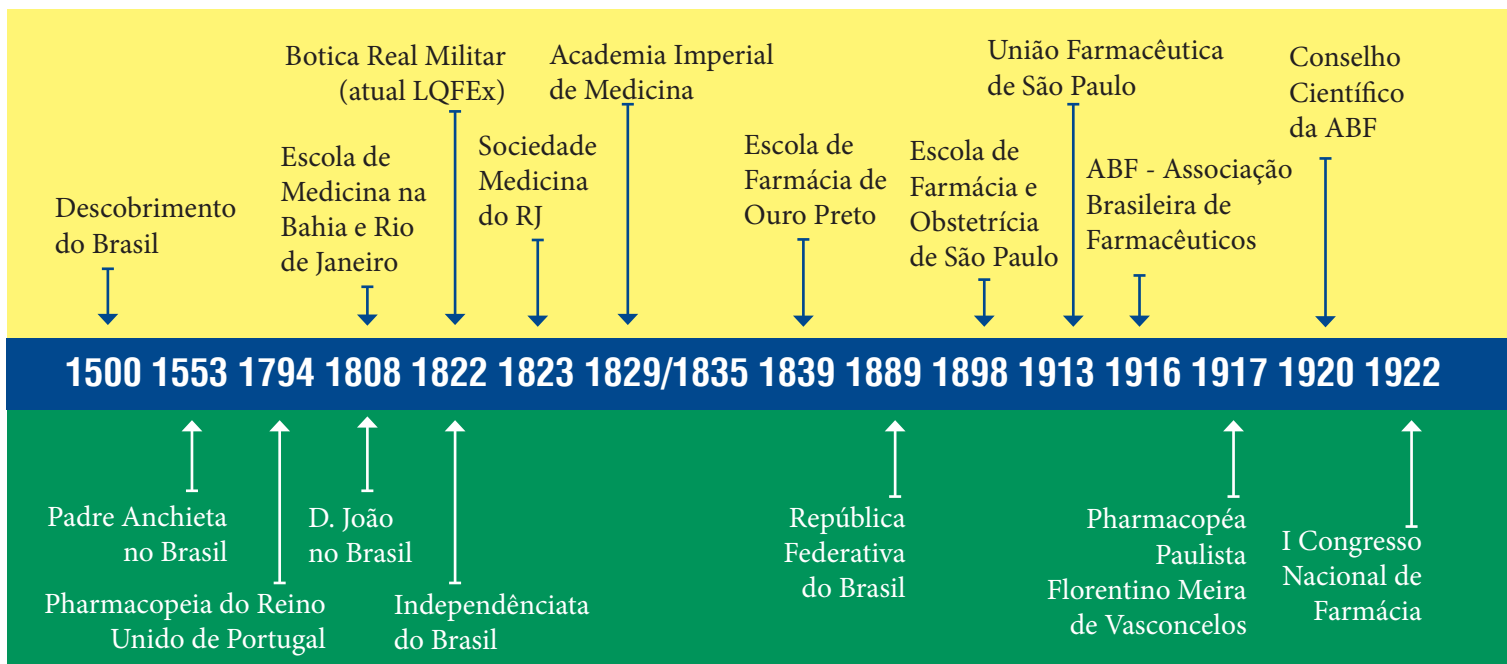 Descobrimento
do Brasil
Escola de
Medicina na
Bahia e Rio
de Janeiro
Botica Real Militar
(atual LQFEx)
Sociedade
Medicina
do RJ
Academia Imperial
de Medicina
Escola de
Farmácia de
Ouro Preto
Escola de
Farmácia e
Obstetrícia
de São Paulo
União Farmacêutica
de São Paulo
ABF - Associação
Brasileira de
Farmacêuticos
Conselho
Científico
da ABF
1500 1553 1794 1808 1822 1823 1829/1835 1839 1889 1898 1913 1916 1917 1920 1922
Padre Anchieta
no Brasil
Pharmacopeia do Reino
Unido de Portugal
D. João
no Brasil
Independênciata
do Brasil
República
Federativa
do Brasil
Pharmacopéa
Paulista
Florentino Meira
de Vasconcelos
I Congresso
Nacional de
Farmácia